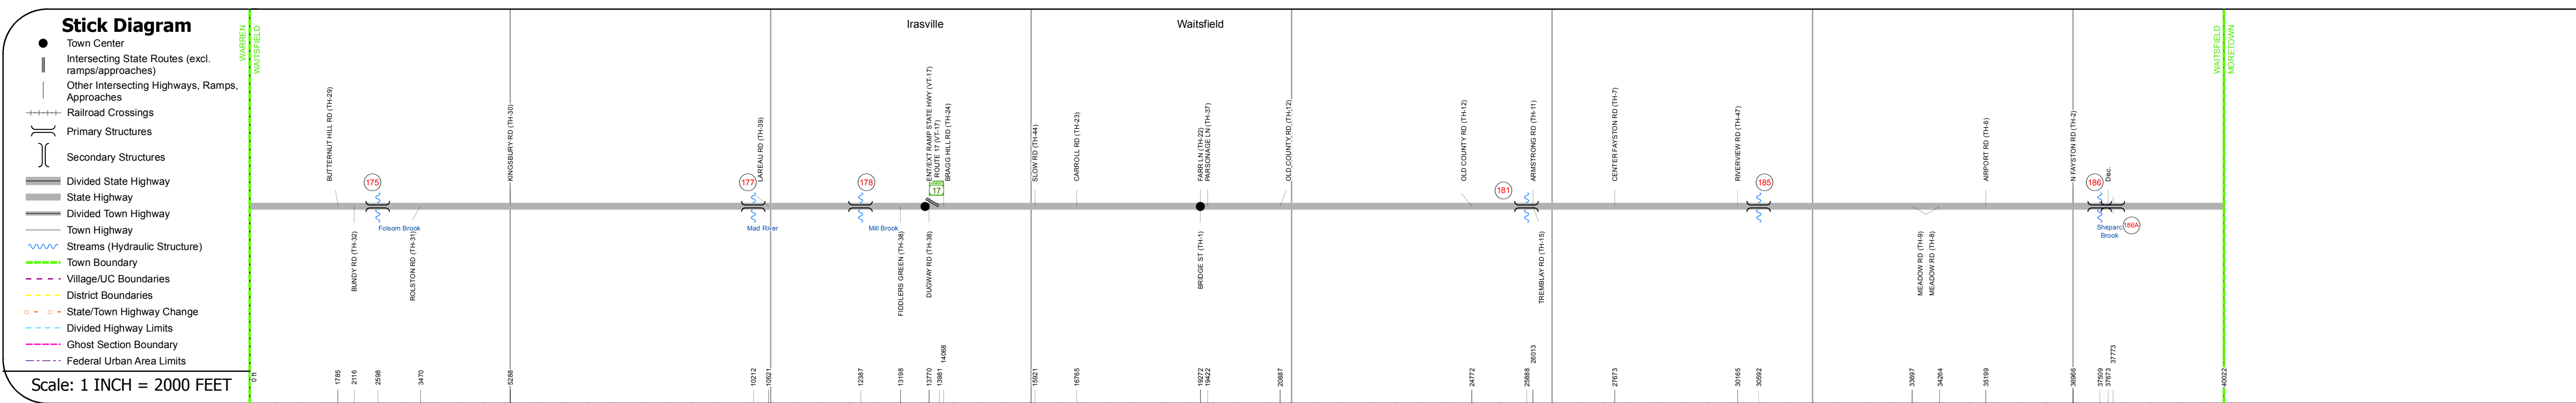 Stick Diagram
Town Center
Intersecting State Routes (excl.
ramps/approaches)
Other Intersecting Highways, Ramps,
Approaches
Railroad Crossings
Primary Structures
Secondary Structures
Divided State Highway
State Highway
Divided Town Highway
Town Highway
Streams (Hydraulic Structure)
Town Boundary
Village/UC Boundaries
District Boundaries
State/Town Highway Change
Divided Highway Limits
Ghost Section Boundary
Federal Urban Area Limits
Scale: 1 INCH = 2000 FEET
WARREN
WAITSFIELD
Irasville
Waitsfield
WAITSFIELD
MORETOWN
BUTTERNUT HILL RD (TH-29)
KINGSBURY RD (TH-30)
LAREAU RD (TH-39)
ENT/EXT RAMP STATE HWY (VT-17)
ROUTE 17 (VT-17)
BRAGG HILL RD (TH-24)
SLOW RD (TH-44)
CARROLL RD (TH-23)
FARR LN (TH-22)
PARSONAGE LN (TH-37)
OLD COUNTY RD (TH-12)
OLD COUNTY RD (TH-12)
ARMSTRONG RD (TH-11)
CENTER FAYSTON RD (TH-7)
RIVERVIEW RD (TH-47)
AIRPORT RD (TH-6)
N FAYSTON RD (TH-2)
Disc.
175
177
178
17
181
185
186
186A
Folsom Brook
Mad River
Mill Brook
Shepard
Brook
BUNDY RD (TH-32)
ROLSTON RD (TH-31)
FIDDLERS GREEN (TH-38)
DUGWAY RD (TH-38)
BRIDGE ST (TH-1)
TREMBLAY RD (TH-15)
MEADOW RD (TH-9)
MEADOW RD (TH-8)
0 ft
1785
2116
2598
3470
5288
10212
10521
12387
13198
13770
13981
14068
15921
16765
19272
19422
20887
24772
25888
26013
27673
30165
30592
33697
34264
35199
36966
37509
37673
37773
40022